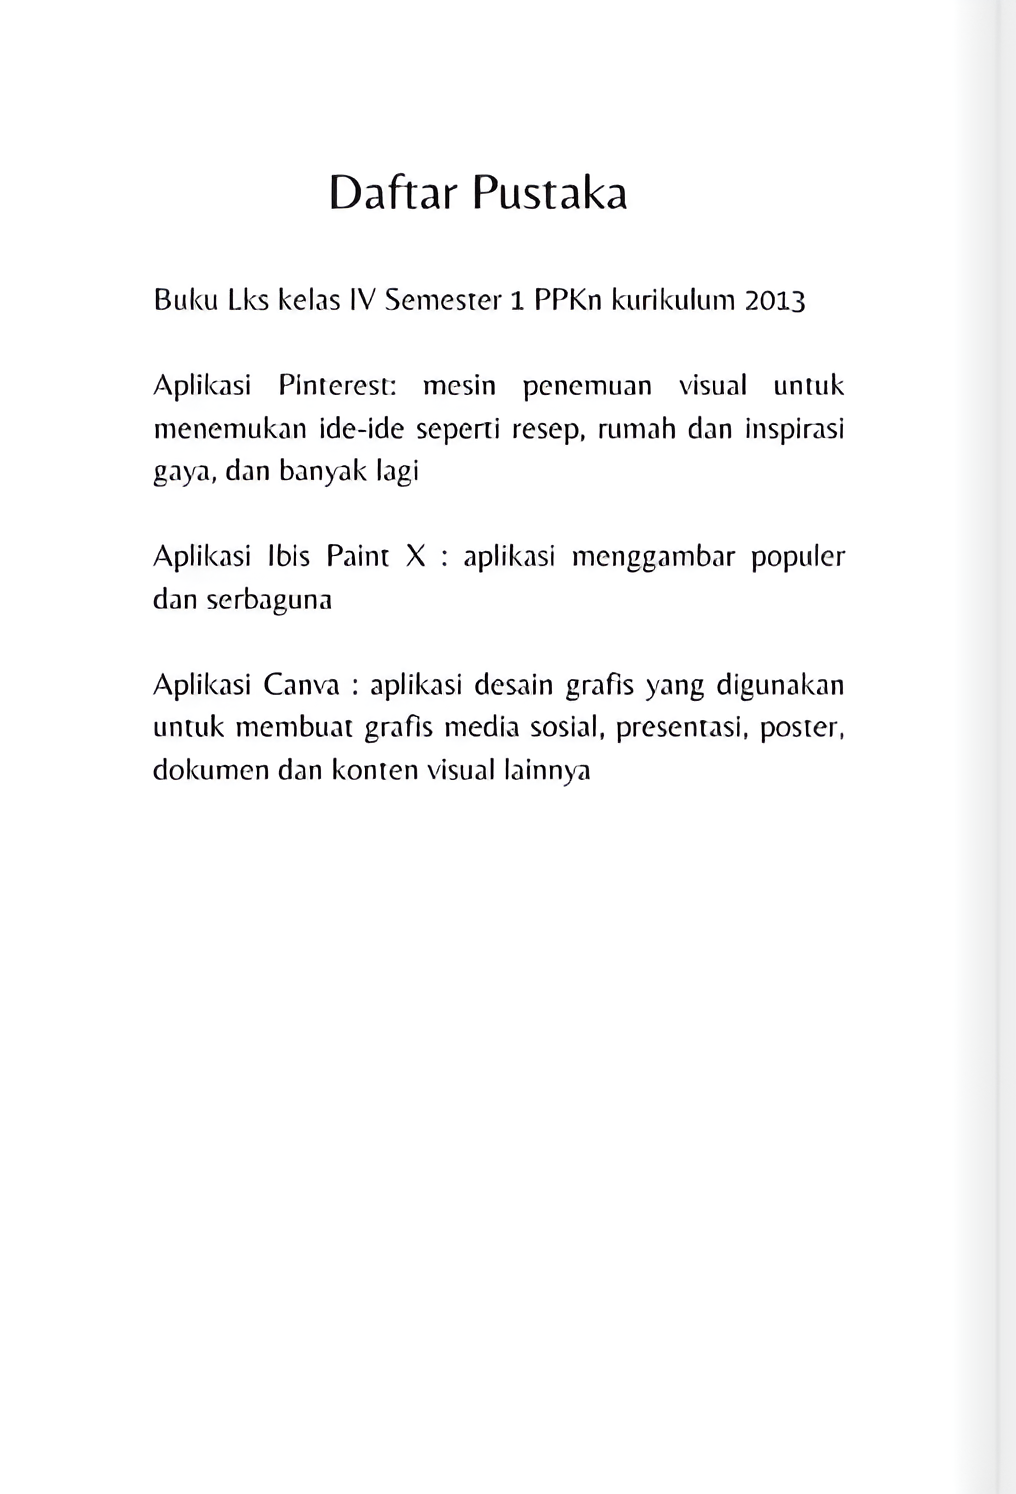 Daftar Pustaka
Buku Lks kelas IV Semester 1 PPKn kurikulum 2013
Aplikasi Pinterest: mesin penemuan visual untuk
menemukan ide-ide seperti resep, rumah dan inspirasi
gaya, dan banyak lagi
Aplikasi Ibis Paint X : aplikasi menggambar populer
dan serbaguna
Aplikasi Canva : aplikasi desain grafis yang digunakan
untuk membuat grafis media sosial, presentasi, poster,
dokumen dan konten visual lainnya